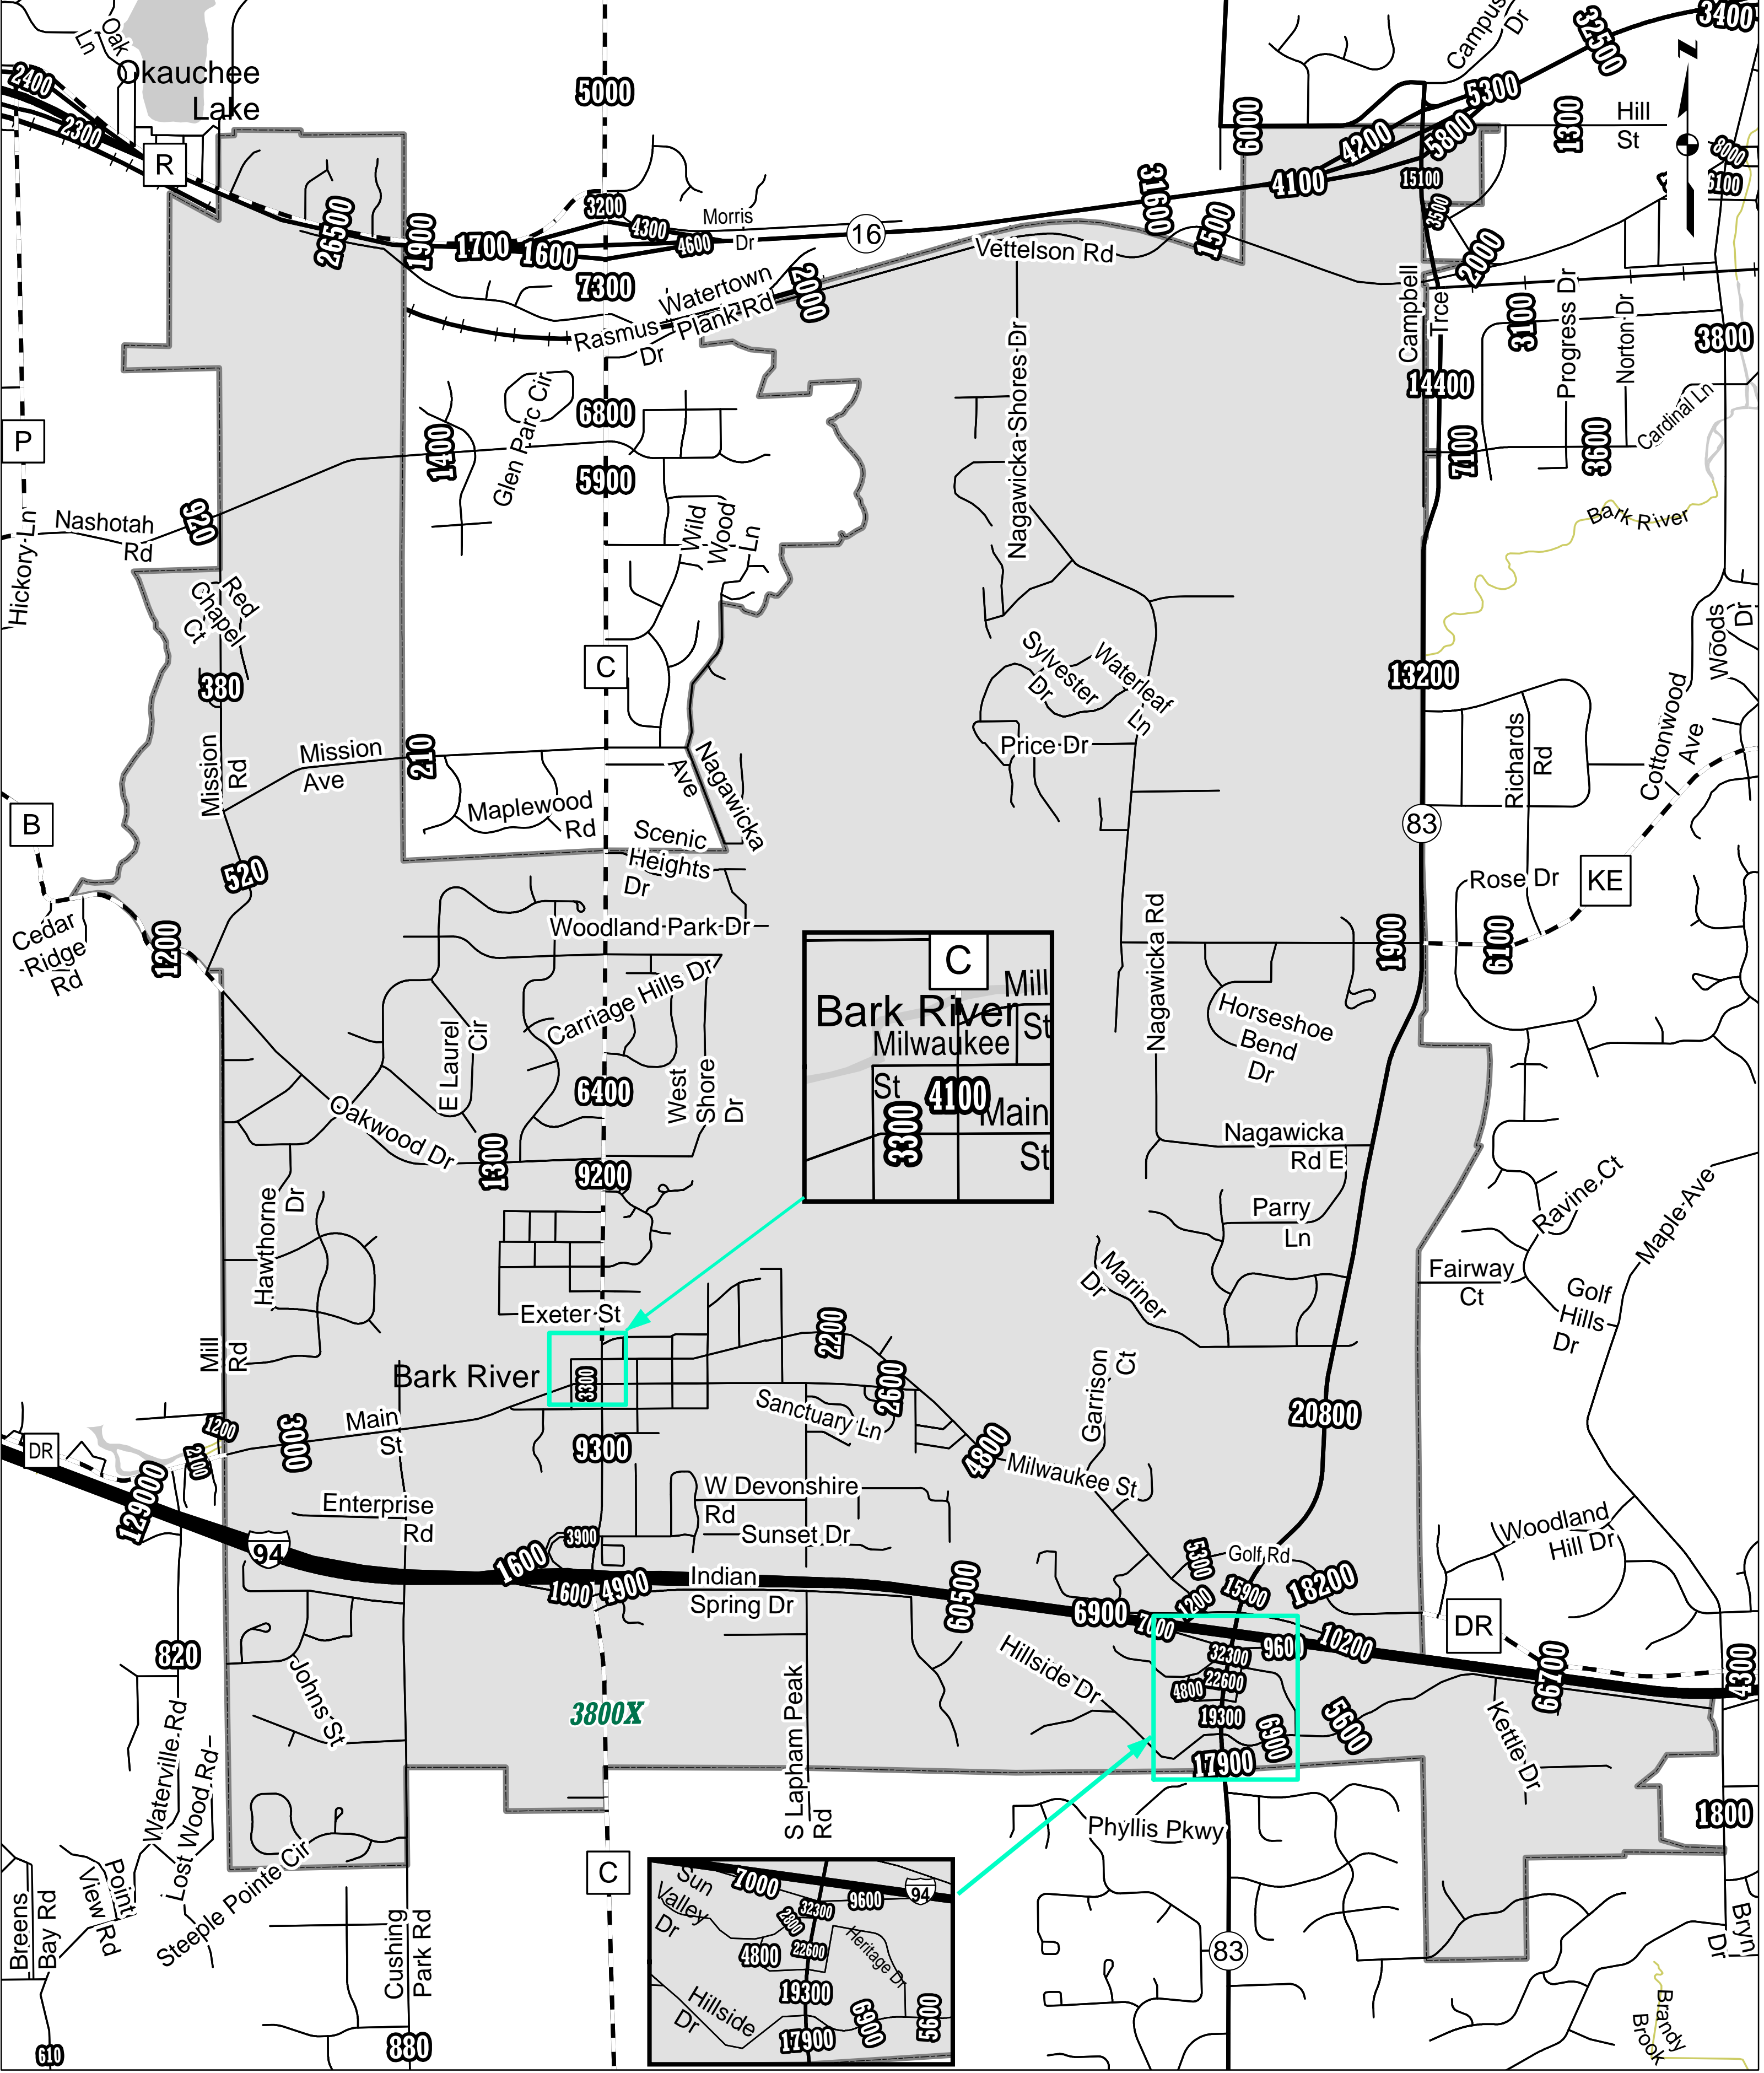 Oak
Ln
Okauchee
Lake
2400
2300
R
5000
Campus
Dr
32500
3400
Z
5300
6000
4200
5800
1300
Hill
St
8000
6100
4100
15100
3500
31600
1500
26500
1900
1700
1600
3200
4300
4600
Morris
Dr
16
7300
Watertown
Plank Rd
Rasmus
Dr
2000
Vettelson Rd
2000
Campbell
Trce
3100
Progress Dr
Norton Dr
3800
14400
7100
3600
Cardinal Ln
P
Glen Parc Cir
6800
1400
5900
Nagawicka Shores Dr
Bark River
Hickory Ln
Nashotah
Rd
920
Wild
Wood
Ln
Red
Chapel
Ct
380
C
Sylvester
Dr
Waterleaf
Ln
Price Dr
13200
Woods
Dr
Mission
Rd
Mission
Ave
210
Nagawicka
Ave
Maplewood
Rd
Richards
Rd
Cottonwood
Ave
B
83
Scenic
Heights
Dr
520
Rose Dr
KE
Cedar
Ridge
Rd
1200
Woodland Park Dr
Nagawicka Rd
1900
6100
Carriage Hills Dr
E Laurel
Cir
C
Mill
St
Bark River
Milwaukee
St
4100
3300
Main
St
Horseshoe
Bend
Dr
6400
West
Shore
Dr
Oakwood Dr
1300
9200
Nagawicka
Rd E
Parry
Ln
Ravine Ct
Maple Ave
Hawthorne
Dr
Mariner
Dr
Fairway
Ct
Golf
Hills
Dr
Exeter St
Mill
Rd
Bark River
3300
2200
2600
Garrison
Ct
Sanctuary Ln
20800
Main
St
3000
1200
2100
DR
9300
4800
Milwaukee St
129000
W Devonshire
Rd
Sunset Dr
Enterprise
Rd
3900
94
1600
1600
4900
Indian
Spring Dr
60500
6900
7000
1200
5300
Golf Rd
15900
18200
Woodland
Hill Dr
DR
10200
9600
32300
22600
4800
19300
6900
17900
5600
66700
4300
Hillside Dr
Kettle Dr
820
Johns St
3800X
S Lapham Peak
Rd
Waterville Rd
Lost Wood Rd
Steeple Pointe Cir
Point
View Rd
Breens
Bay Rd
610
Cushing
Park Rd
880
C
Phyllis Pkwy
1800
83
Bryn
Dr
Brandy
Brook
Sun
Valley
Dr
7000
9600
94
32300
2800
4800
22600
Heritage Dr
19300
Hillside
Dr
6900
5600
17900